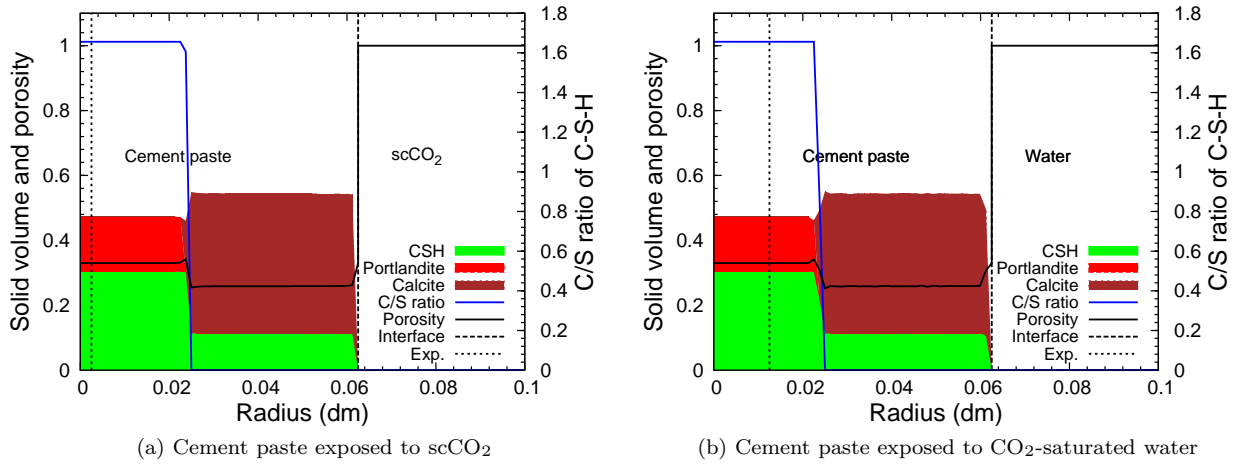 Solid volume and porosity
1
0.8
0.6
0.4
0.2
0
0
0.02
0.04
0.06
0.08
0.1
Radius (dm)
1.8
1.6
1.4
1.2
1
0.8
0.6
0.4
0.2
0
C/S ratio of C-S-H
Cement paste
scCO2
CSH
Portlandite
Calcite
C/S ratio
Porosity
Interface
Exp.
(a) Cement paste exposed to scCO2
Solid volume and porosity
1
0.8
0.6
0.4
0.2
0
0
0.02
0.04
0.06
0.08
0.1
Radius (dm)
1.8
1.6
1.4
1.2
1
0.8
0.6
0.4
0.2
0
C/S ratio of C-S-H
Cement paste
Water
CSH
Portlandite
Calcite
C/S ratio
Porosity
Interface
Exp.
(b) Cement paste exposed to CO2-saturated water